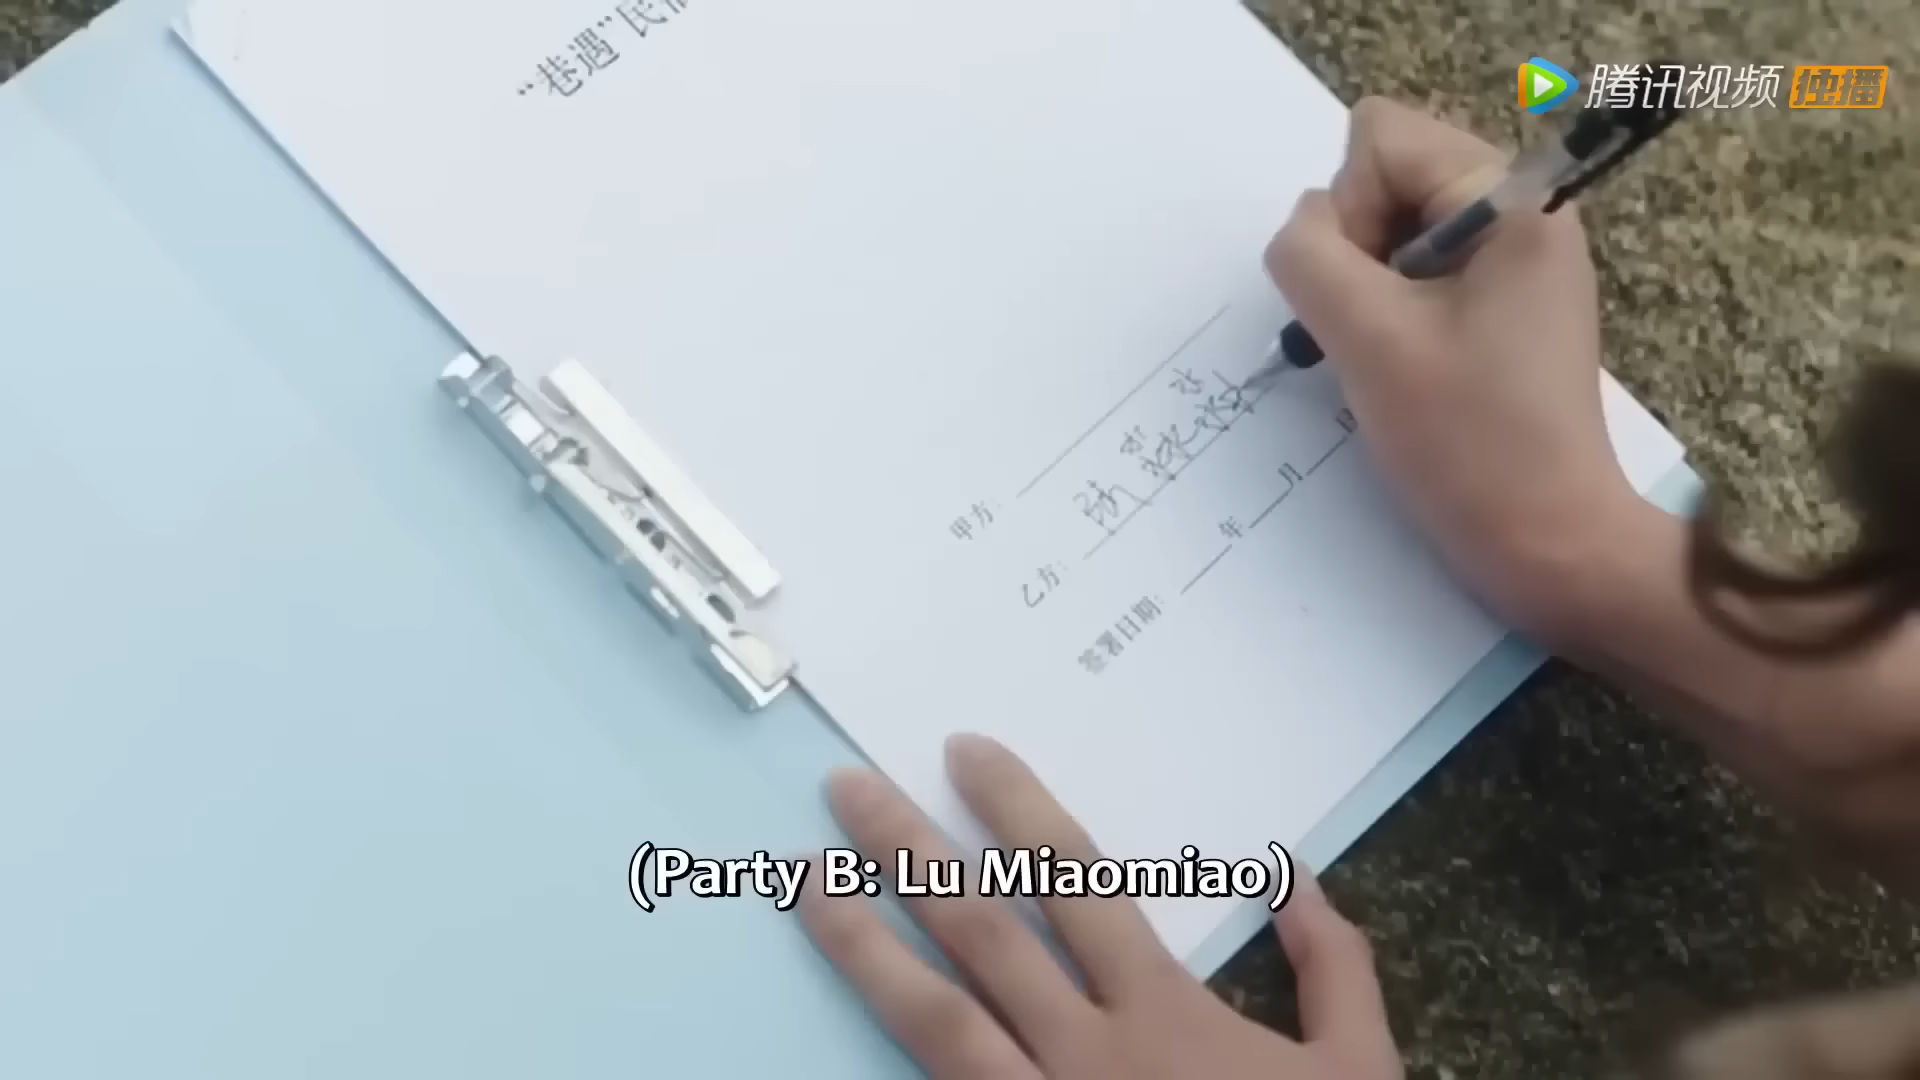 腾讯视频 独播
“巷遇”民
甲方：
乙方：陆淼淼
签署日期： 年 月 日
(Party B: Lu Miaomiao)